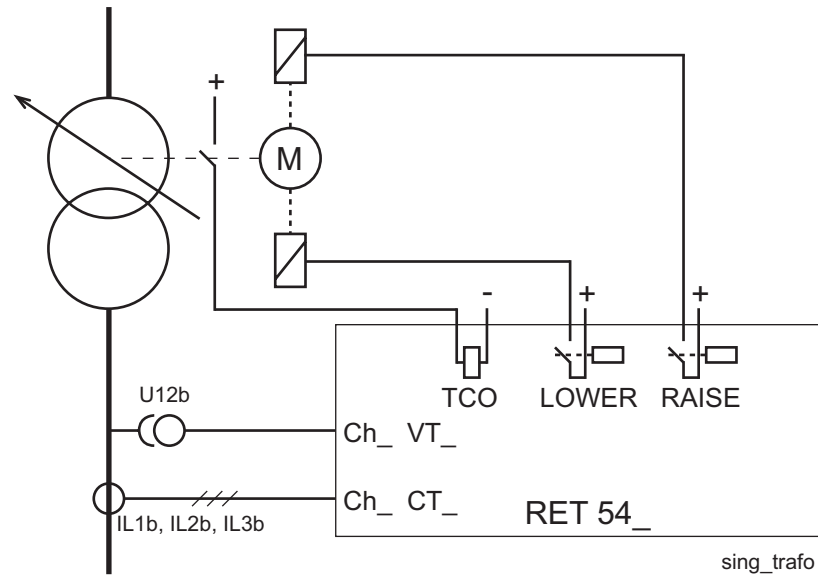 +
M
- + +
TCO LOWER RAISE
U12b
Ch_ VT_
Ch_ CT_
IL1b, IL2b, IL3b
RET 54_
sing_trafo